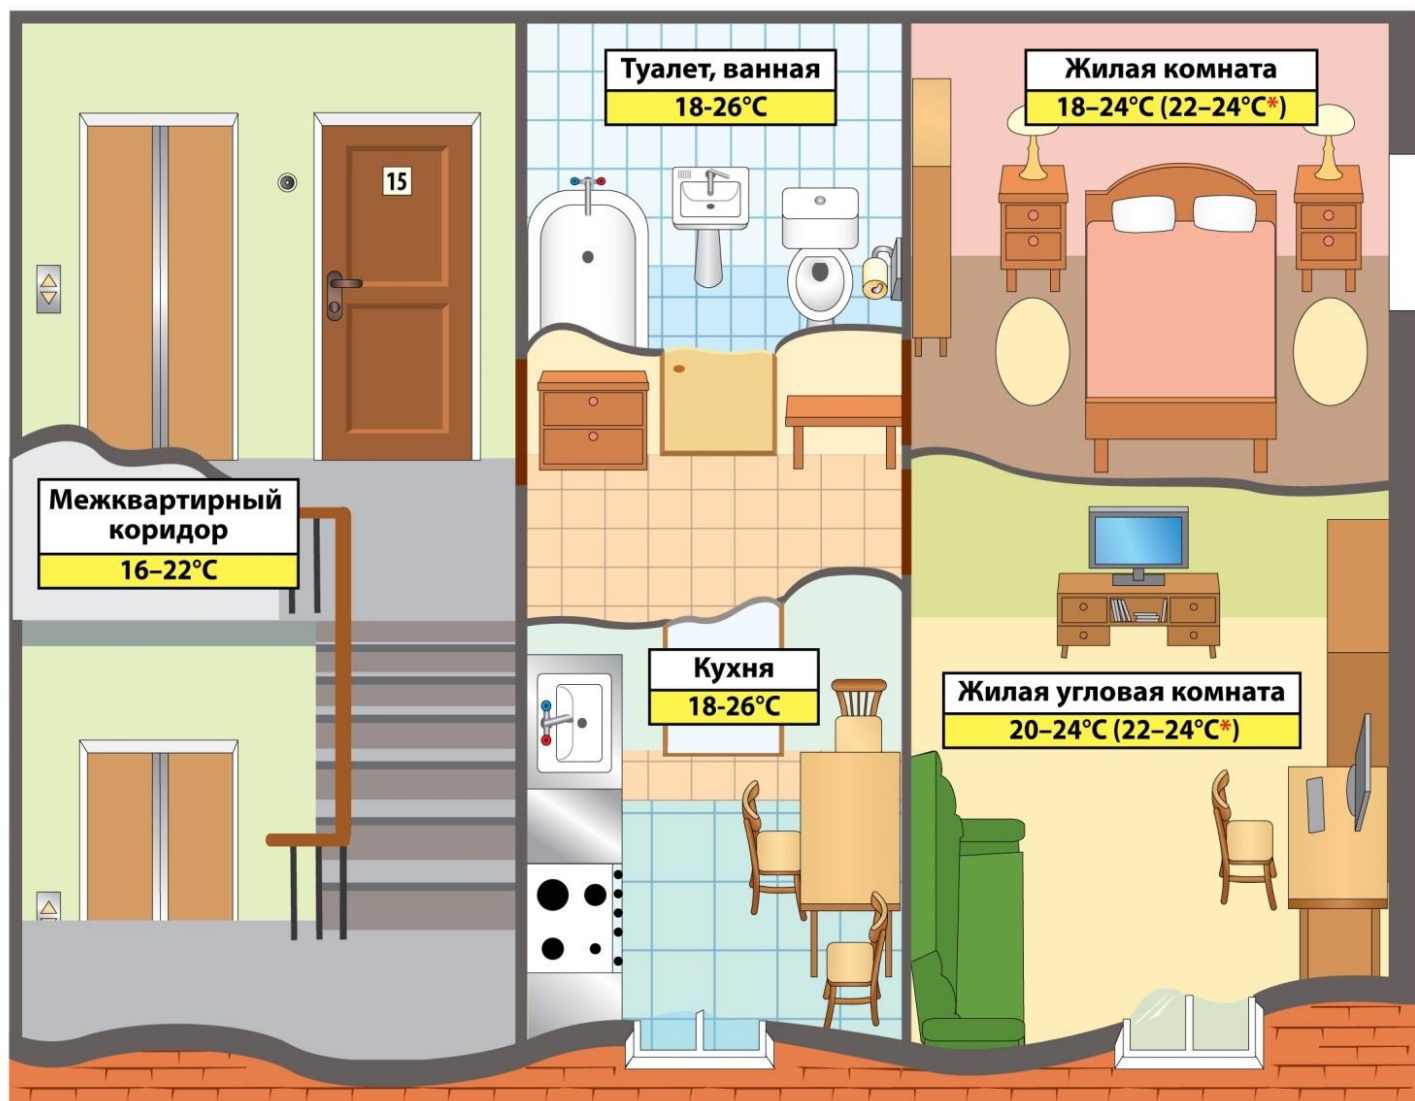 Туалет, ванная
18-26°C
Жилая комната
18–24°C (22–24°C*)
15
Межквартирный
коридор
16–22°C
Кухня
18-26°C
Жилая угловая комната
20–24°C (22–24°C*)